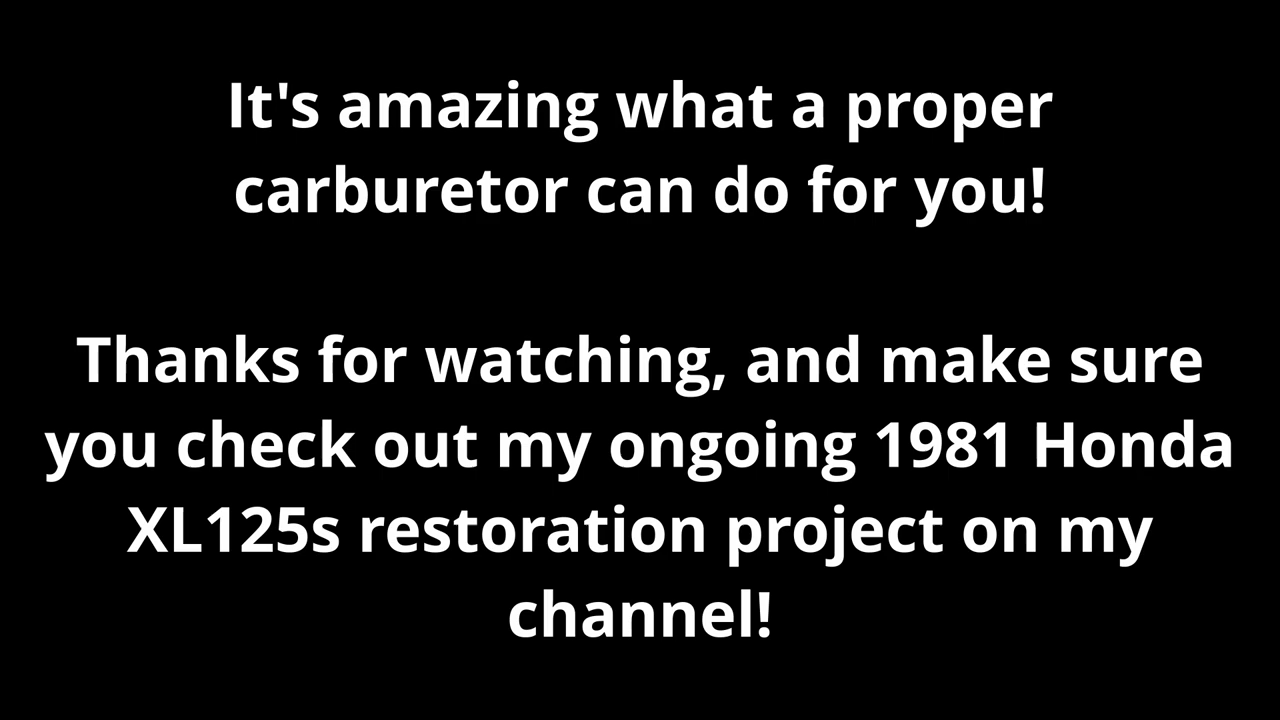 It's amazing what a proper
carburetor can do for you!
Thanks for watching, and make sure
you check out my ongoing 1981 Honda
XL125s restoration project on my
channel!